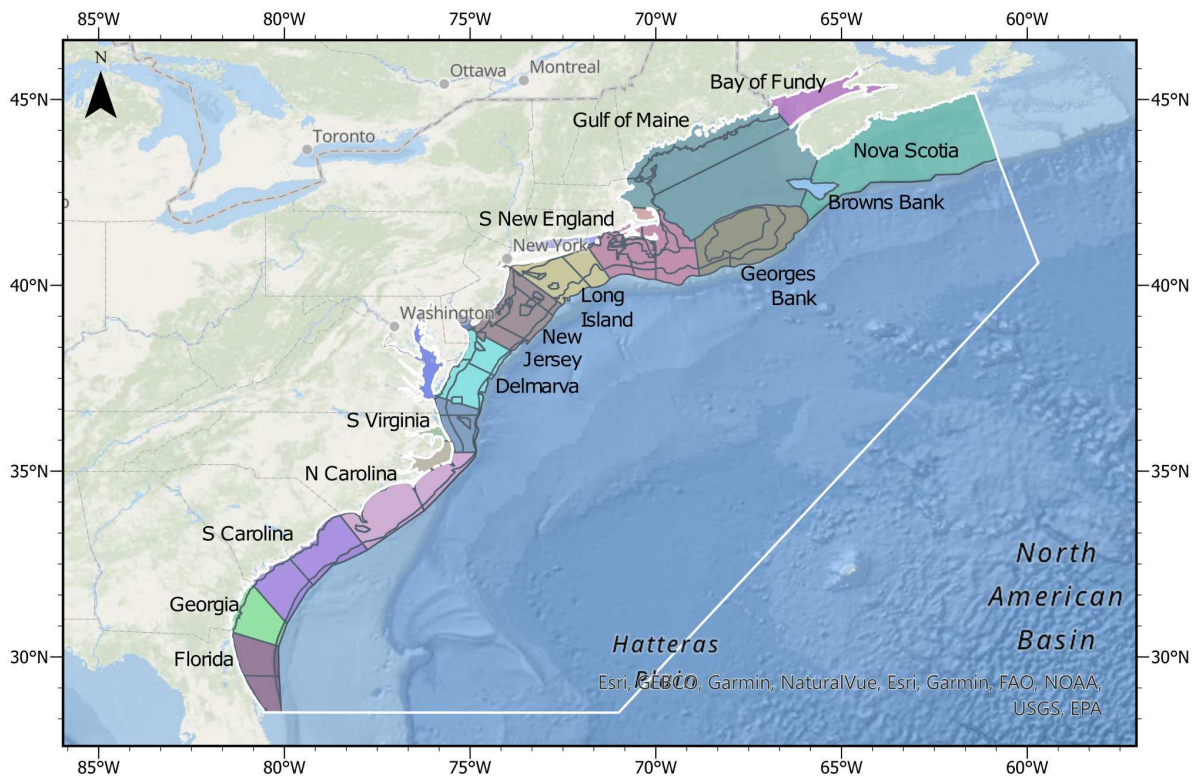 85°W 80°W 75°W 70°W 65°W 60°W
N
Ottawa
Montreal
Bay of Fundy
45°N
45°N
Gulf of Maine
Toronto
Nova Scotia
Browns Bank
S New England
New York
Georges
Bank
40°N
40°N
Long
Island
Washington
New
Jersey
Delmarva
S Virginia
35°N
35°N
N Carolina
S Carolina
North
American
Basin
Georgia
Hatteras
Plain
30°N
30°N
Florida
Esri, GEBCO, Garmin, NaturalVue, Esri, Garmin, FAO, NOAA,
USGS, EPA
85°W 80°W 75°W 70°W 65°W 60°W